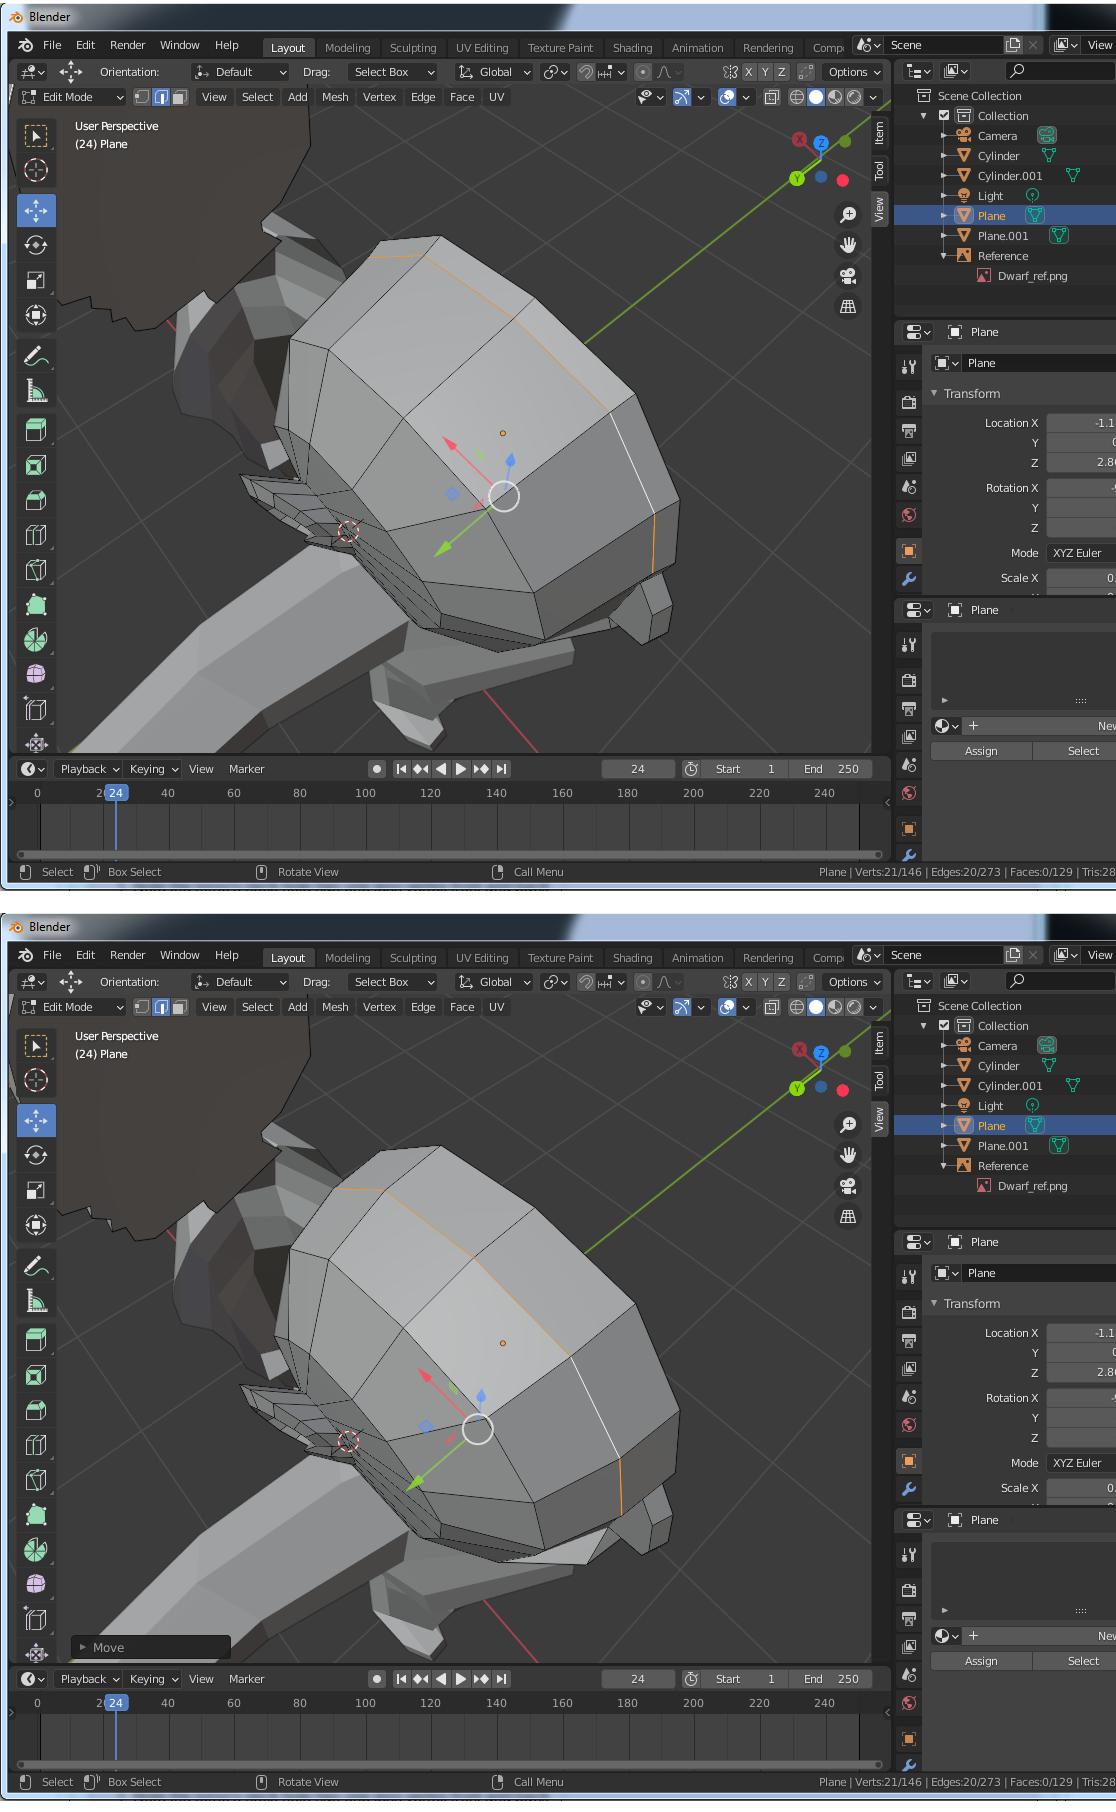 Blender
File Edit Render Window Help Layout Modeling Sculpting UV Editing Texture Paint Shading Animation Rendering Comp Scene View
Orientation: Default Drag: Select Box Global X Y Z Options
Edit Mode View Select Add Mesh Vertex Edge Face UV
User Perspective
(24) Plane
X
Z
Y
Item
Tool
View
Scene Collection
Collection
Camera
Cylinder
Cylinder.001
Light
Plane
Plane.001
Reference
Dwarf_ref.png
Plane
Plane
Transform
Location X -1.1
Y 0
Z 2.8
Rotation X
Y
Z
Mode XYZ Euler
Scale X 0.
Plane
New
Assign Select
Playback Keying View Marker 24 Start 1 End 250
0 2 24 40 60 80 100 120 140 160 180 200 220 240
Select Box Select Rotate View Call Menu Plane | Verts:21/146 | Edges:20/273 | Faces:0/129 | Tris:28
Blender
File Edit Render Window Help Layout Modeling Sculpting UV Editing Texture Paint Shading Animation Rendering Comp Scene View
Orientation: Default Drag: Select Box Global X Y Z Options
Edit Mode View Select Add Mesh Vertex Edge Face UV
User Perspective
(24) Plane
X
Z
Y
Item
Tool
View
Scene Collection
Collection
Camera
Cylinder
Cylinder.001
Light
Plane
Plane.001
Reference
Dwarf_ref.png
Plane
Plane
Transform
Location X -1.1
Y 0
Z 2.8
Rotation X
Y
Z
Mode XYZ Euler
Scale X 0.
Plane
New
Assign Select
Move
Playback Keying View Marker 24 Start 1 End 250
0 2 24 40 60 80 100 120 140 160 180 200 220 240
Select Box Select Rotate View Call Menu Plane | Verts:21/146 | Edges:20/273 | Faces:0/129 | Tris:28